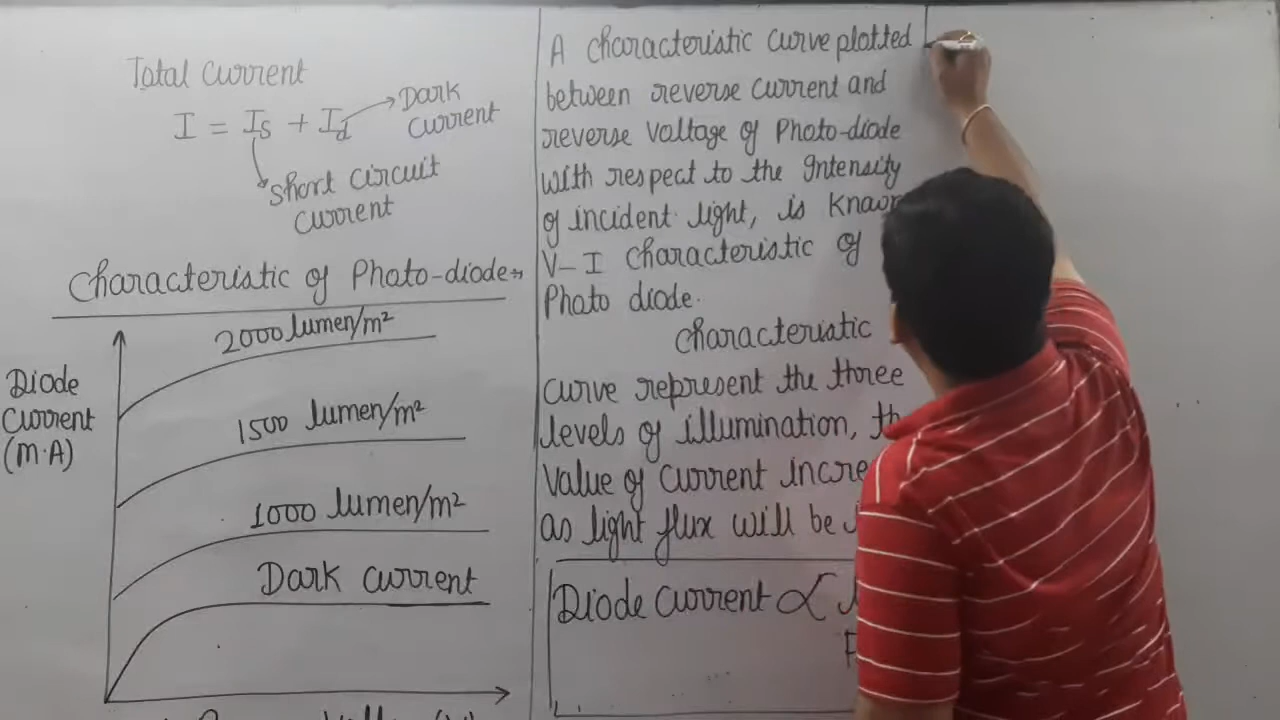 Total current
I = Is + Id → Dark
current
short circuit
current
Characteristic of Photo-diode→
2000 lumen/m²
Diode
current
(m.A)
1500 lumen/m²
1000 lumen/m²
Dark current
A characteristic curve plotted
between reverse current and
reverse voltage of Photo-diode
with respect to the Intensity
of incident light, is
V-I characteristic of
Photo diode.
characteristic
curve represent the three
levels of illumination,
value of current
as light flux will be
Diode current ∝